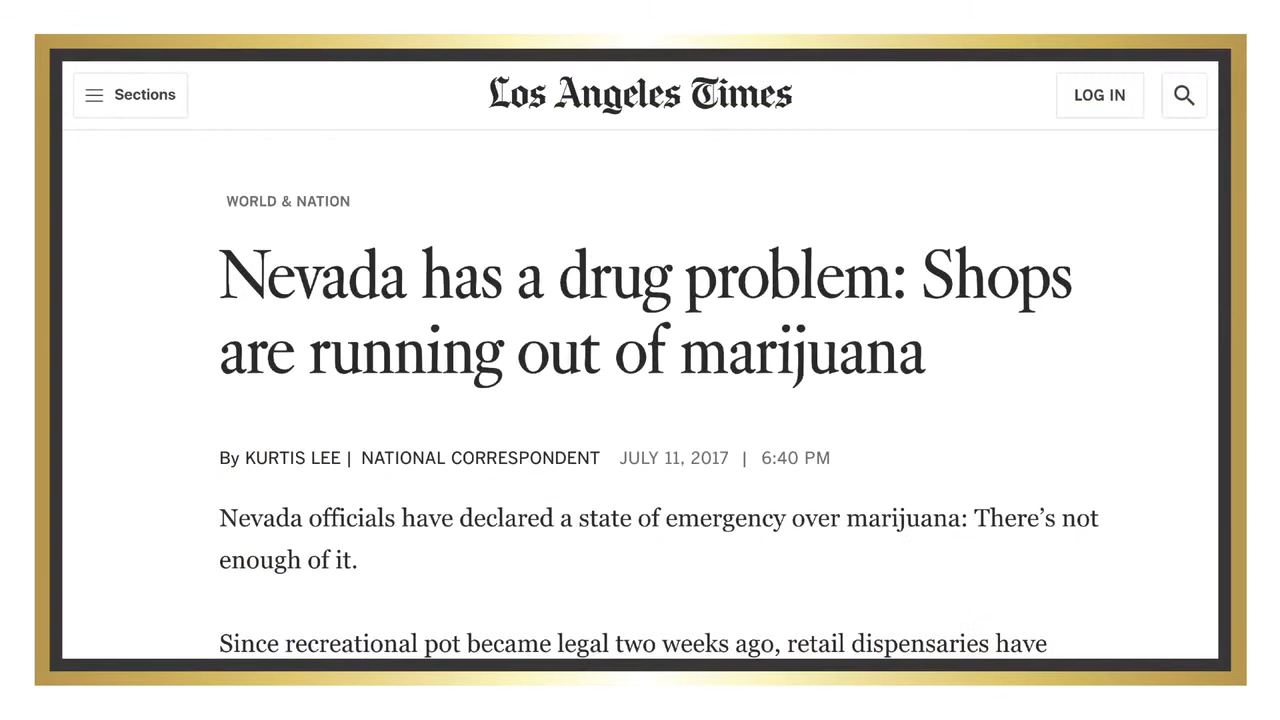 Sections
Los Angeles Times
LOG IN
WORLD & NATION
Nevada has a drug problem: Shops
are running out of marijuana
By KURTIS LEE | NATIONAL CORRESPONDENT JULY 11, 2017 | 6:40 PM
Nevada officials have declared a state of emergency over marijuana: There’s not
enough of it.
Since recreational pot became legal two weeks ago, retail dispensaries have